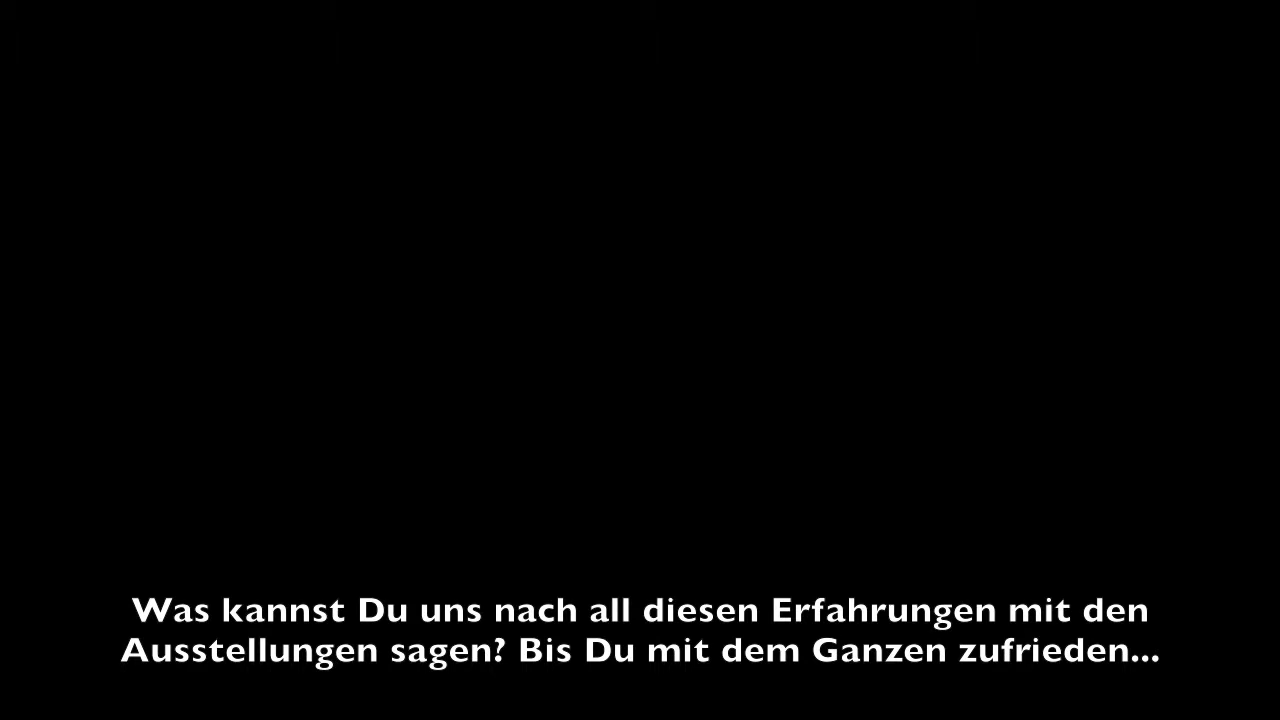 Was kannst Du uns nach all diesen Erfahrungen mit den
Ausstellungen sagen? Bis Du mit dem Ganzen zufrieden...